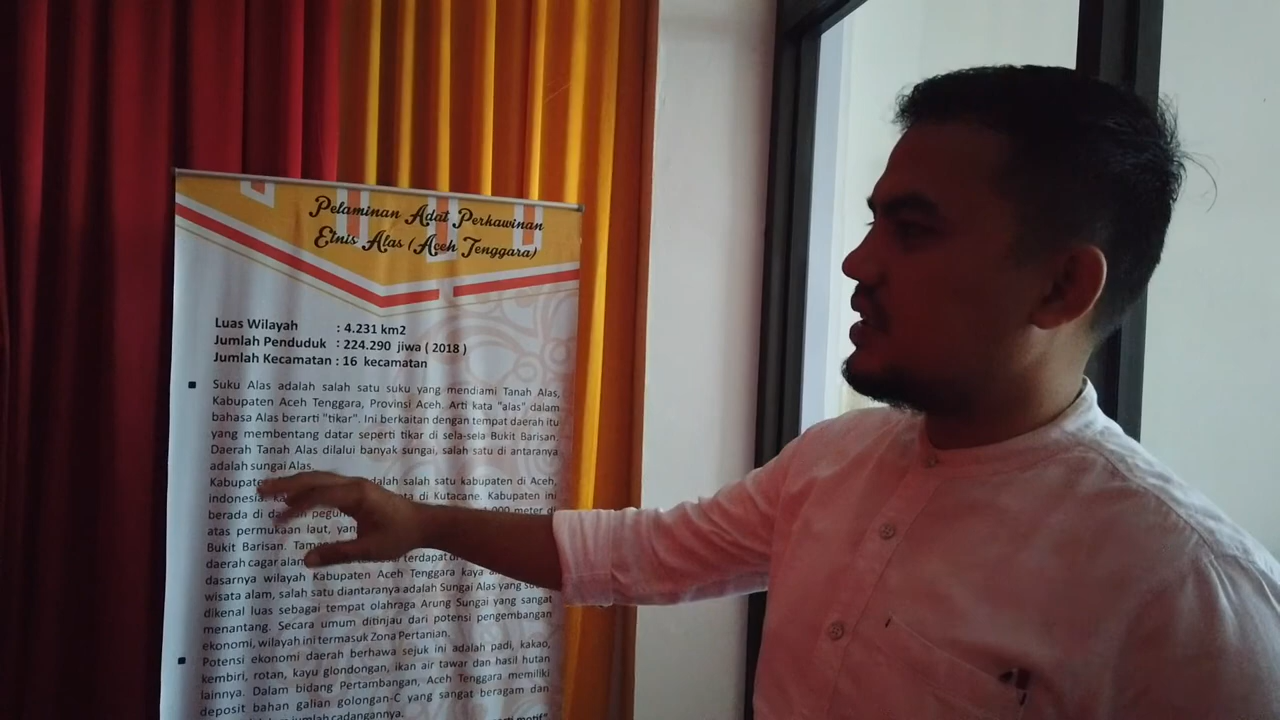 Pelaminan Adat Perkawinan
Etnis Alas (Aceh Tenggara)
Luas Wilayah : 4.231 km2
Jumlah Penduduk : 224.290 jiwa ( 2018 )
Jumlah Kecamatan : 16 kecamatan
Suku Alas adalah salah satu suku yang mendiami Tanah Alas,
Kabupaten Aceh Tenggara, Provinsi Aceh. Arti kata "alas" dalam
bahasa Alas berarti "tikar". Ini berkaitan dengan tempat daerah itu
yang membentang datar seperti tikar di sela-sela Bukit Barisan.
Daerah Tanah Alas dilalui banyak sungai, salah satu di antaranya
adalah sungai Alas.
adalah salah satu kabupaten di Aceh,
indonesia. di Kutacane. Kabupaten ini
berada di meter di
atas permukaan laut,
Bukit Barisan.
daerah cagar alam terdapat
dasarnya wilayah Kabupaten Aceh Tenggara kaya
wisata alam, salah satu diantaranya adalah Sungai Alas yang
dikenal luas sebagai tempat olahraga Arung Sungai yang sangat
menantang. Secara umum ditinjau dari potensi pengembangan
ekonomi, wilayah ini termasuk Zona Pertanian.
Potensi ekonomi daerah berhawa sejuk ini adalah padi, kakao,
kembiri, rotan, kayu glondongan, ikan air tawar dan hasil hutan
lainnya. Dalam bidang Pertambangan, Aceh Tenggara memiliki
deposit bahan galian golongan-C yang sangat beragam dan
jumlah cadangannya.